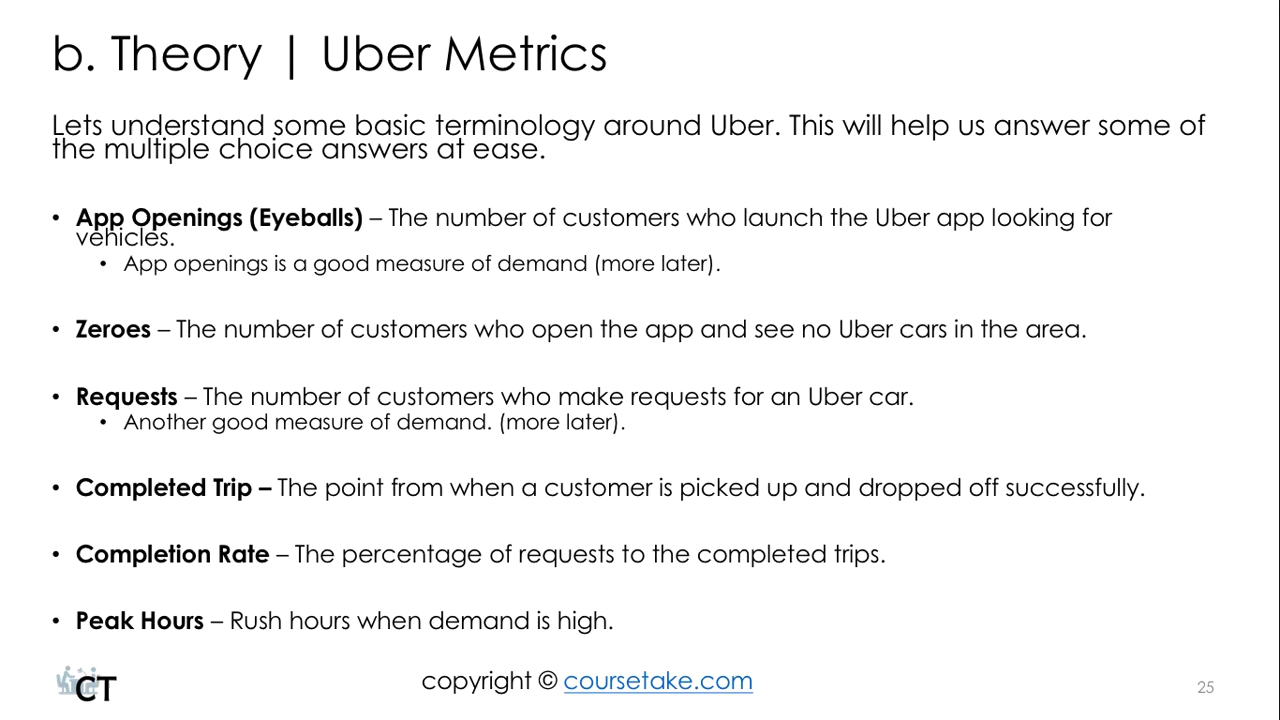 b. Theory | Uber Metrics
Lets understand some basic terminology around Uber. This will help us answer some of
the multiple choice answers at ease.
• App Openings (Eyeballs) – The number of customers who launch the Uber app looking for
vehicles.
• App openings is a good measure of demand (more later).
• Zeroes – The number of customers who open the app and see no Uber cars in the area.
• Requests – The number of customers who make requests for an Uber car.
• Another good measure of demand. (more later).
• Completed Trip – The point from when a customer is picked up and dropped off successfully.
• Completion Rate – The percentage of requests to the completed trips.
• Peak Hours – Rush hours when demand is high.
CT
copyright © coursetake.com
25